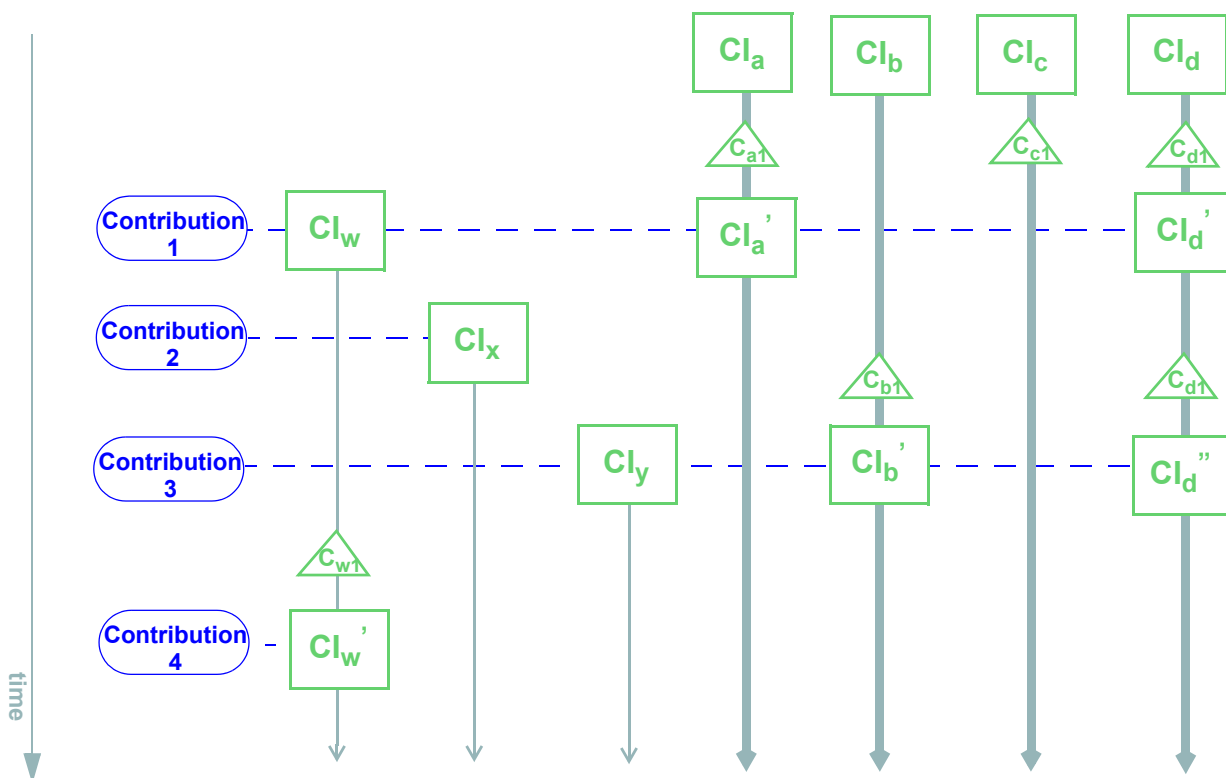 CIa CIb CIc CId
Ca1 Cc1 Cd1
Contribution
1
CIw CIa’ CId’
Contribution
2
CIx
Cb1 Cd1
Contribution
3
CIy CIb’ CId”
Cw1
Contribution
4
CIw’
time